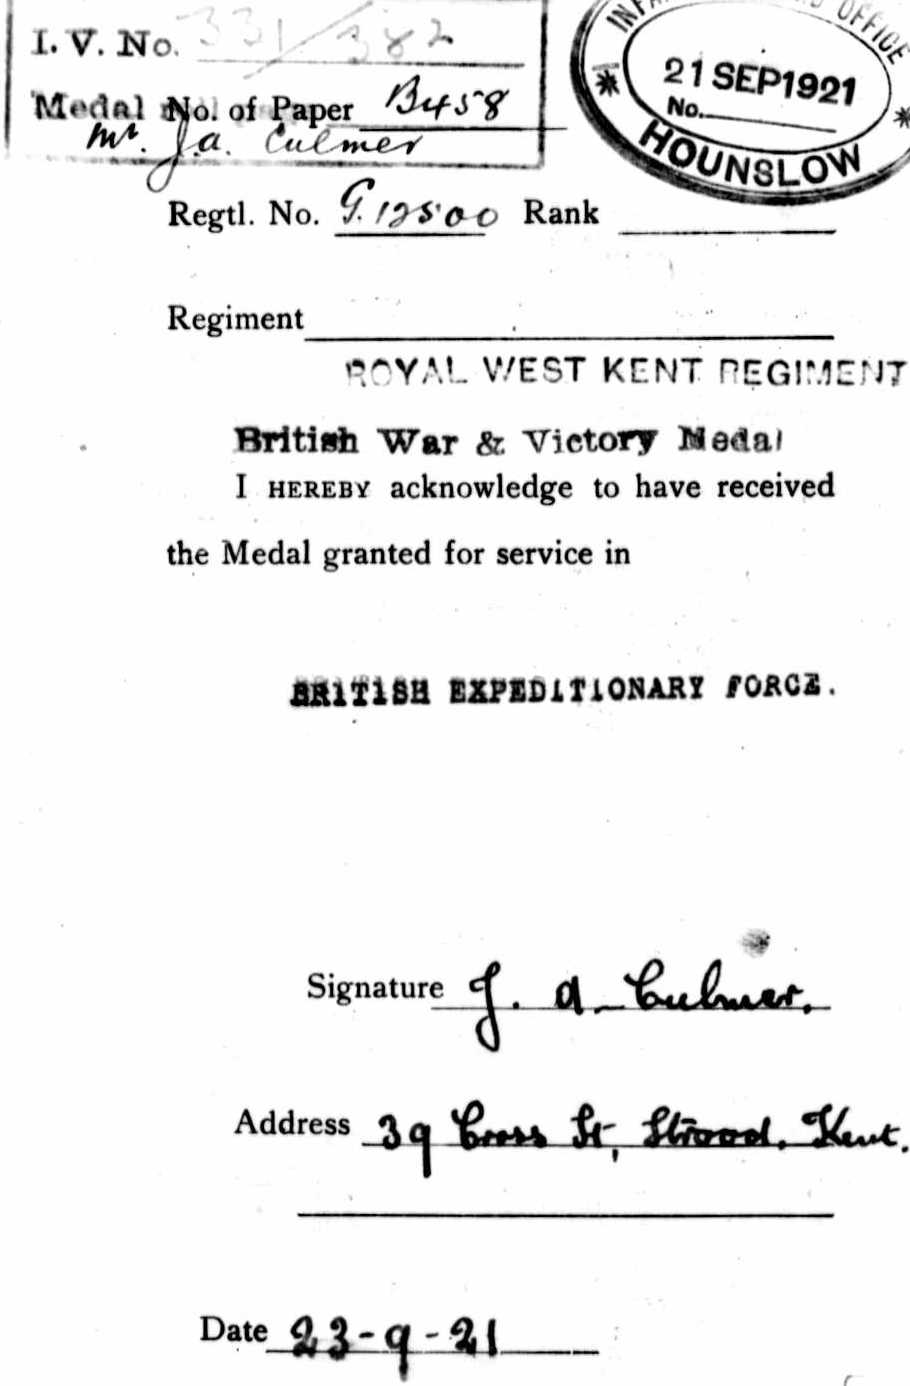 I. V. No. 331/382
Medal No. of Paper B458
Mr. J.a. Culmer
OFFICE
21 SEP 1921
No.
HOUNSLOW
Regtl. No. G.12500 Rank
Regiment
ROYAL WEST KENT REGIMENT
British War & Victory Medal
I HEREBY acknowledge to have received
the Medal granted for service in
BRITISH EXPEDITIONARY FORCE.
Signature J. a. Culmer.
Address 39 Cross St, Strood. Kent.
Date 23-9-21